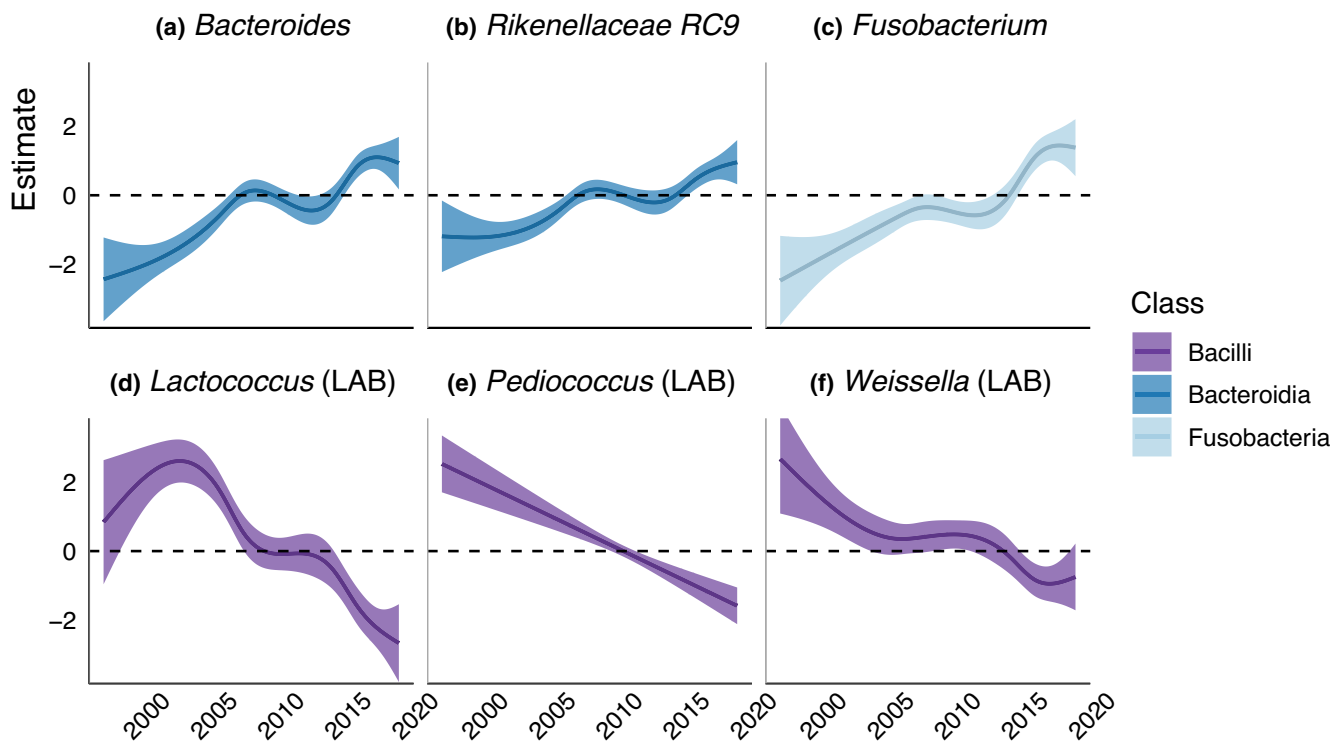 (a) Bacteroides
(b) Rikenellaceae RC9
(c) Fusobacterium
Estimate
2
0
−2
(d) Lactococcus (LAB)
(e) Pediococcus (LAB)
(f) Weissella (LAB)
2
0
−2
2000 2005 2010 2015 2020
2000 2005 2010 2015 2020
2000 2005 2010 2015 2020
Class
Bacilli
Bacteroidia
Fusobacteria